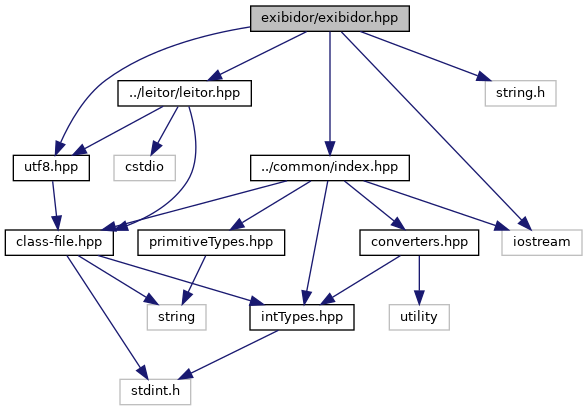 exibidor/exibidor.hpp
../leitor/leitor.hpp
string.h
utf8.hpp
cstdio
../common/index.hpp
class-file.hpp
primitiveTypes.hpp
converters.hpp
iostream
string
intTypes.hpp
utility
stdint.h